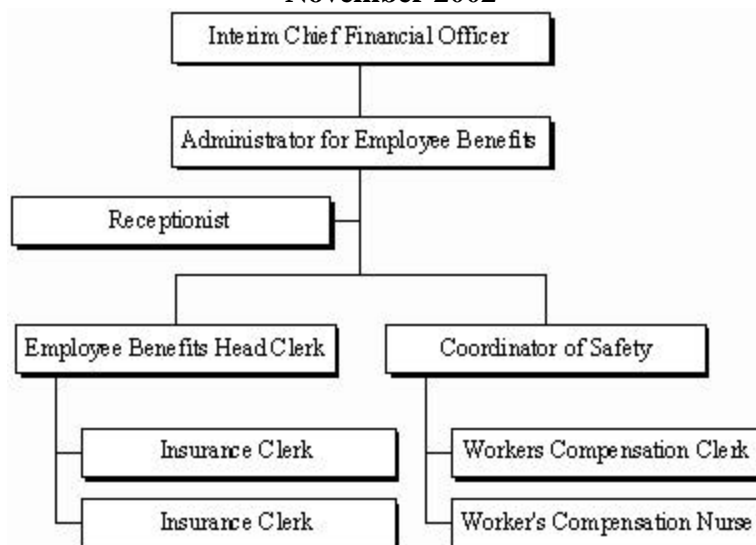 November 2002
Interim Chief Financial Officer
Administrator for Employee Benefits
Receptionist
Employee Benefits Head Clerk
Coordinator of Safety
Insurance Clerk
Workers Compensation Clerk
Insurance Clerk
Worker's Compensation Nurse